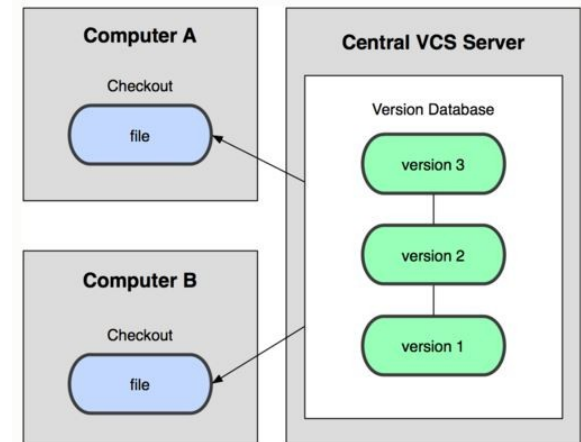 Computer A
Checkout
file
Computer B
Checkout
file
Central VCS Server
Version Database
version 3
version 2
version 1